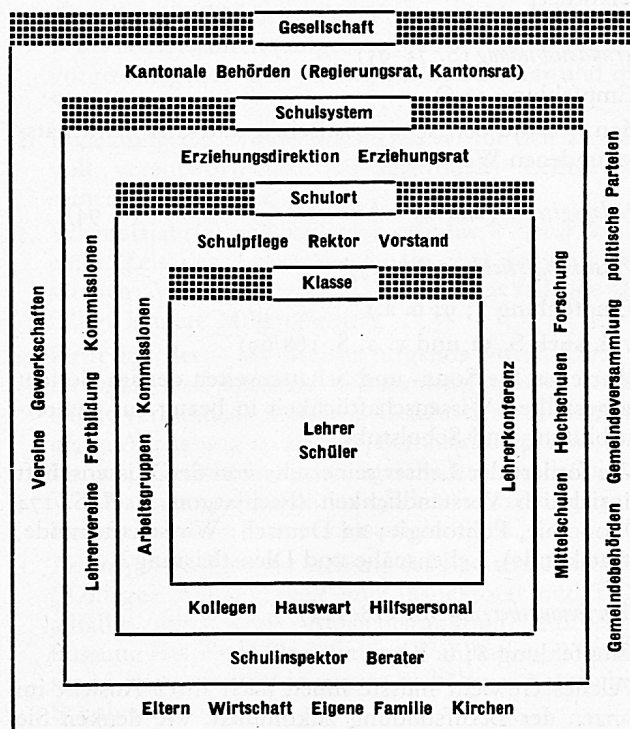 Gesellschaft
Kantonale Behörden (Regierungsrat, Kantonsrat)
Schulsystem
Erziehungsdirektion Erziehungsrat
Schulort
Schulpflege Rektor Vorstand
Klasse
Lehrer
Schüler
Vereine Gewerkschaften
Lehrervereine Fortbildung Kommissionen
Arbeitsgruppen Kommissionen
Lehrerkonferenz
Mittelschulen Hochschulen Forschung
Gemeindebehörden Gemeindeversammlung politische Parteien
Kollegen Hauswart Hilfspersonal
Schulinspektor Berater
Eltern Wirtschaft Eigene Familie Kirchen